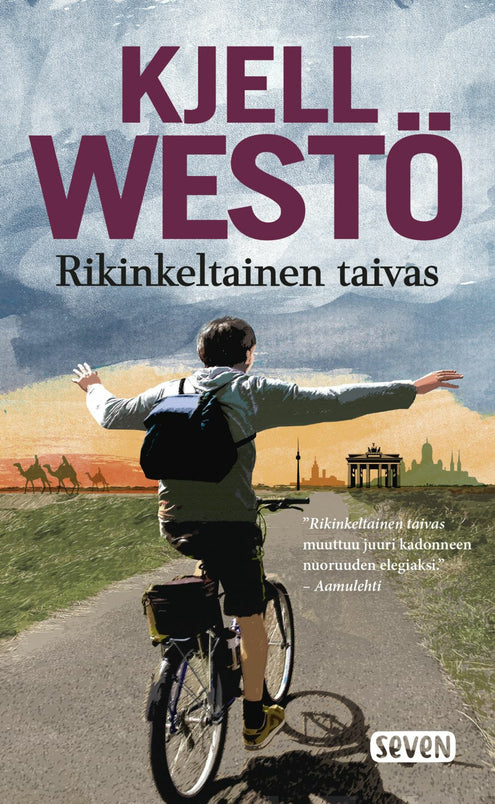 KJELL
WESTÖ
Rikinkeltainen taivas
”Rikinkeltainen taivas
muuttuu juuri kadonneen
nuoruuden elegiaksi.”
– Aamulehti
seven